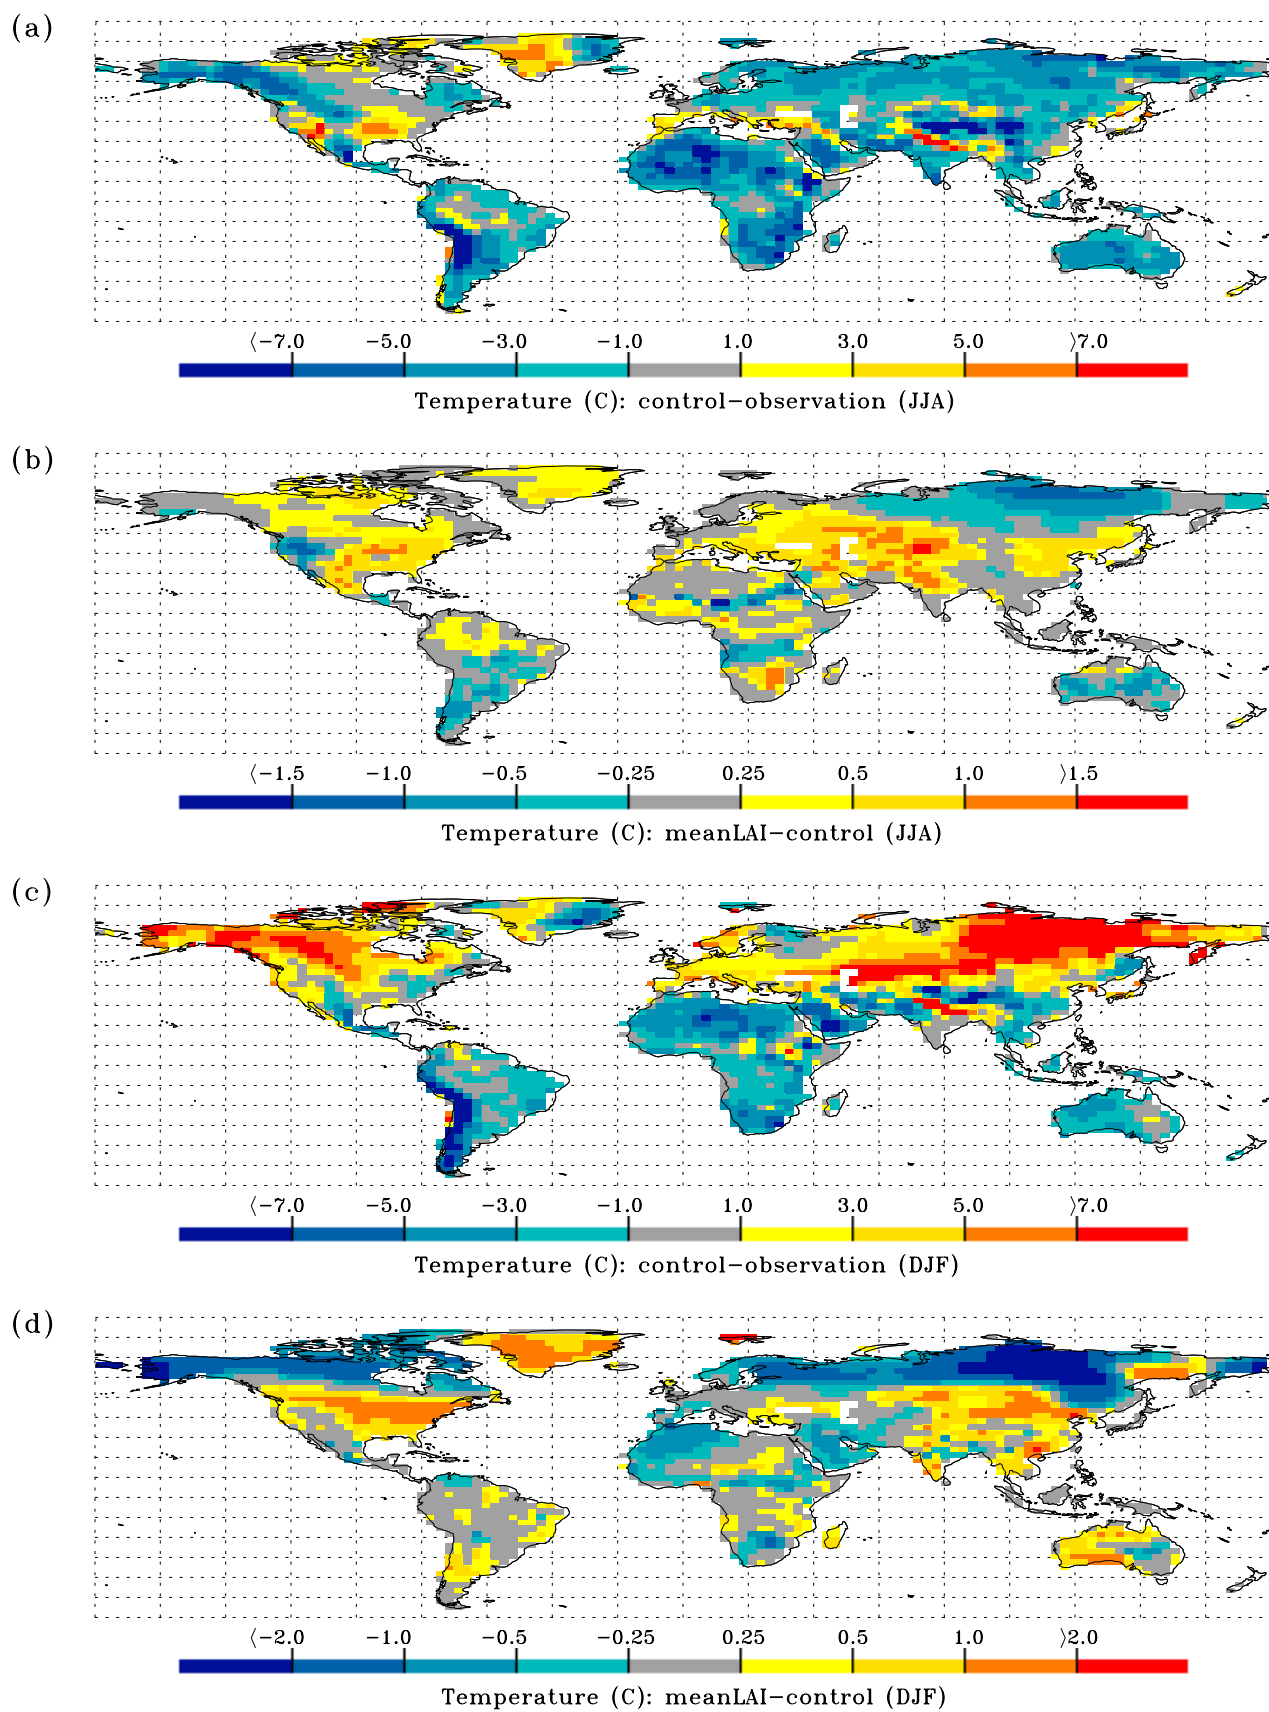 (a)
⟨−7.0 −5.0 −3.0 −1.0 1.0 3.0 5.0 ⟩7.0
Temperature (C): control−observation (JJA)
(b)
⟨−1.5 −1.0 −0.5 −0.25 0.25 0.5 1.0 ⟩1.5
Temperature (C): meanLAI−control (JJA)
(c)
⟨−7.0 −5.0 −3.0 −1.0 1.0 3.0 5.0 ⟩7.0
Temperature (C): control−observation (DJF)
(d)
⟨−2.0 −1.0 −0.5 −0.25 0.25 0.5 1.0 ⟩2.0
Temperature (C): meanLAI−control (DJF)